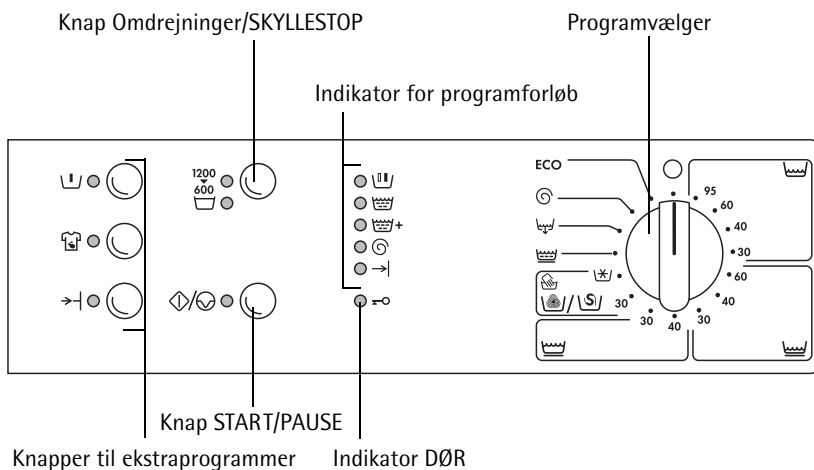 Knap Omdrejninger/SKYLLESTOP
Programvælger
Indikator for programforløb
1200
600
+
ECO
95
60
40
30
60
40
30
40
30
30
/ S
Knap START/PAUSE
Knapper til ekstraprogrammer
Indikator DØR